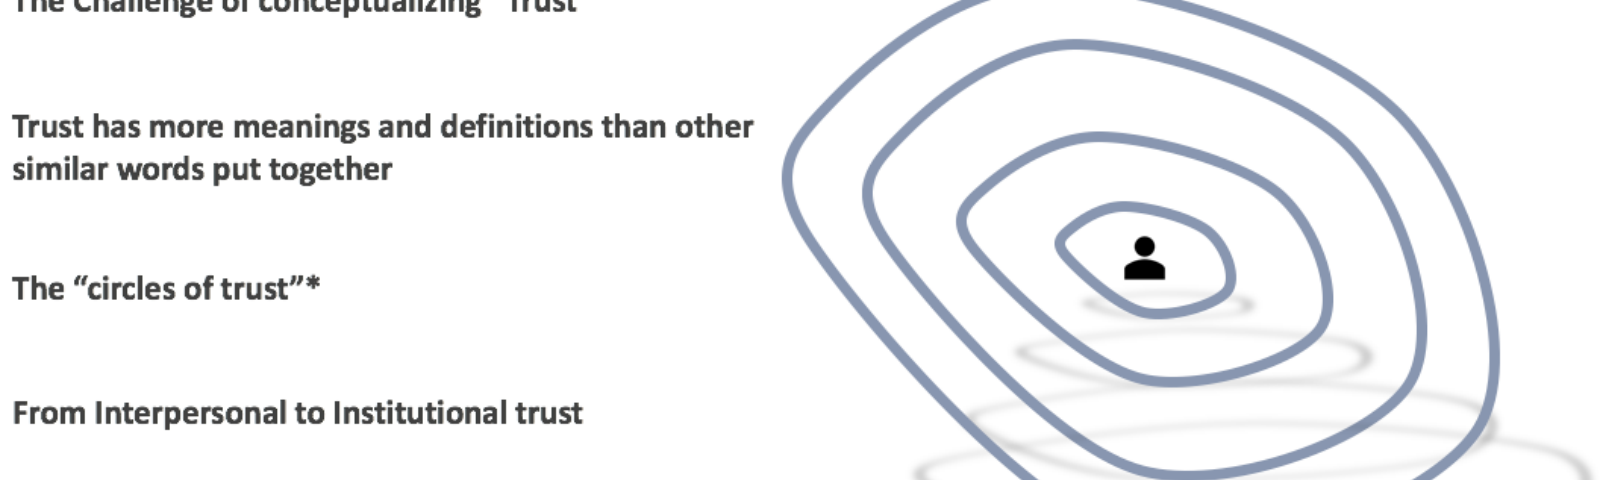 The Challenge of conceptualizing "Trust"
Trust has more meanings and definitions than other
similar words put together
The “circles of trust”*
From Interpersonal to Institutional trust